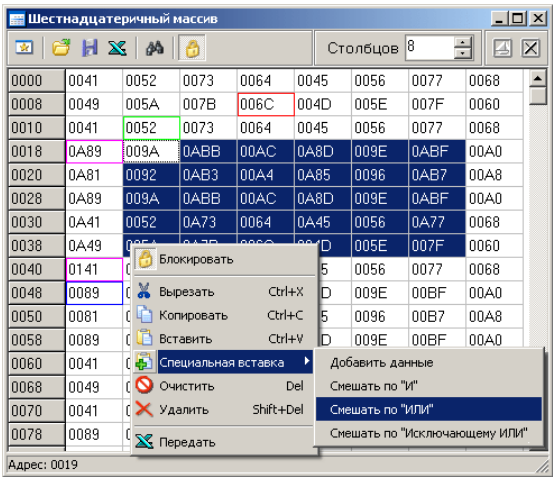 Шестнадцатеричный массив
Столбцов 8
0000 0041 0052 0073 0064 0045 0056 0077 0068
0008 0049 005A 007B 006C 004D 005E 007F 0060
0010 0041 0052 0073 0064 0045 0056 0077 0068
0018 0A89 009A 0ABB 00AC 0A8D 009E 0ABF 00A0
0020 0A81 0092 0AB3 00A4 0A85 0096 0AB7 00A8
0028 0A89 009A 0ABB 00AC 0A8D 009E 0ABF 00A0
0030 0A41 0052 0A73 0064 0A45 0056 0A77 0068
0038 0A49 005E 007F 0060
0040 0141 0056 0077 0068
0048 0089 009E 00BF 00A0
0050 0081 0096 00B7 00A8
0058 0089 009E 00BF 00A0
0060 0041
0068 0049
0070 0041
0078 0089
Блокировать
Вырезать Ctrl+X
Копировать Ctrl+C
Вставить Ctrl+V
Специальная вставка
Очистить Del
Удалить Shift+Del
Передать
Добавить данные
Смешать по "И"
Смешать по "ИЛИ"
Смешать по "Исключающему ИЛИ"
Адрес: 0019